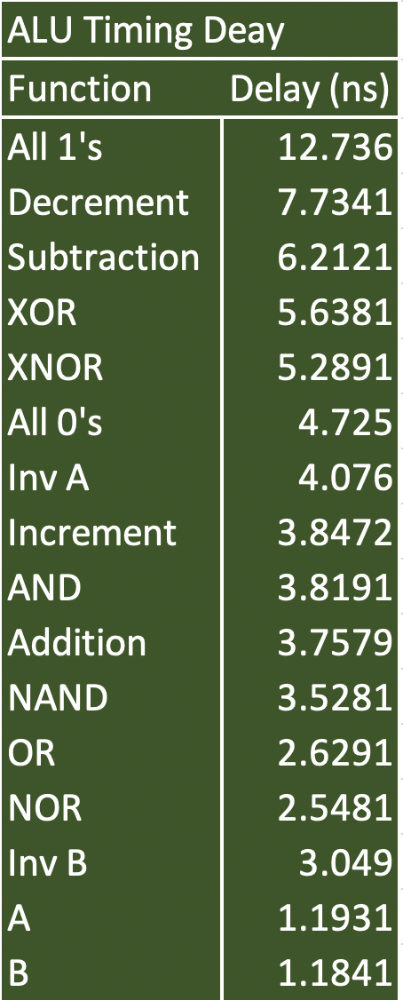 ALU Timing Deay
Function Delay (ns)
All 1's 12.736
Decrement 7.7341
Subtraction 6.2121
XOR 5.6381
XNOR 5.2891
All 0's 4.725
Inv A 4.076
Increment 3.8472
AND 3.8191
Addition 3.7579
NAND 3.5281
OR 2.6291
NOR 2.5481
Inv B 3.049
A 1.1931
B 1.1841